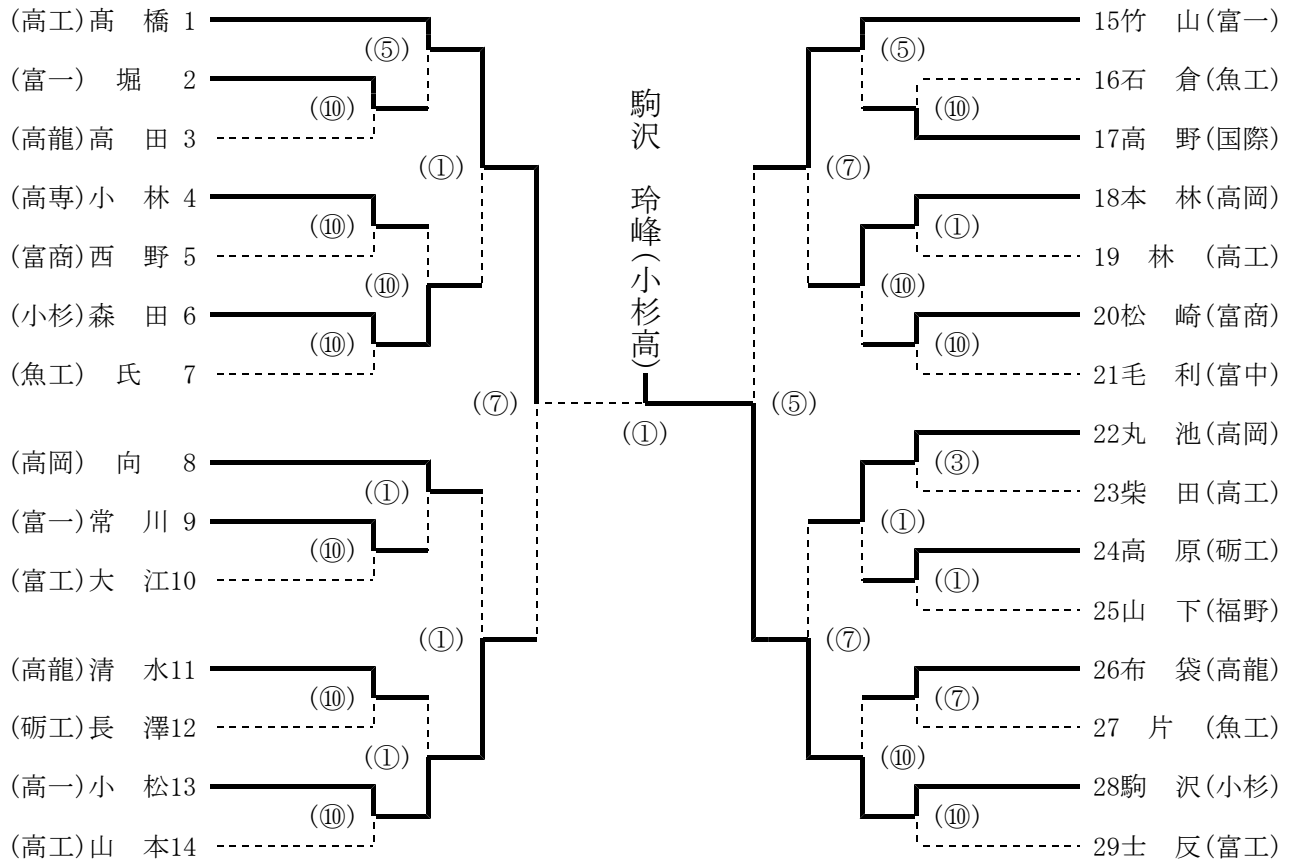 (高工)髙 橋 1
(富一) 堀 2
(高龍)高 田 3
(高専)小 林 4
(富商)西 野 5
(小杉)森 田 6
(魚工) 氏 7
(高岡) 向 8
(富一)常 川 9
(富工)大 江10
(高龍)清 水11
(砺工)長 澤12
(高一)小 松13
(高工)山 本14
(⑤)
(⑩)
(①)
(⑩)
(⑩)
(⑩)
(⑦)
(①)
(⑩)
(①)
(⑩)
(①)
(⑩)
駒沢 玲峰(小杉高)
(①)
(⑤)
(⑩)
(⑦)
(①)
(⑩)
(⑩)
(⑤)
(③)
(①)
(①)
(⑦)
(⑦)
(⑩)
(⑩)
15竹 山(富一)
16石 倉(魚工)
17高 野(国際)
18本 林(高岡)
19 林 (高工)
20松 崎(富商)
21毛 利(富中)
22丸 池(高岡)
23柴 田(高工)
24高 原(砺工)
25山 下(福野)
26布 袋(高龍)
27 片 (魚工)
28駒 沢(小杉)
29士 反(富工)